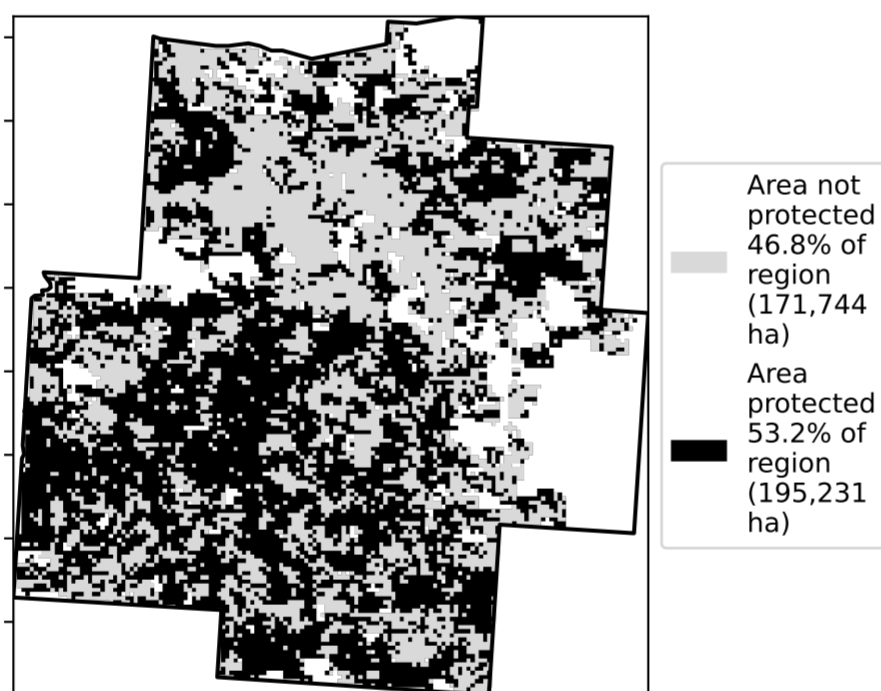 Area not
protected
46.8% of
region
(171,744
ha)
Area
protected
53.2% of
region
(195,231
ha)